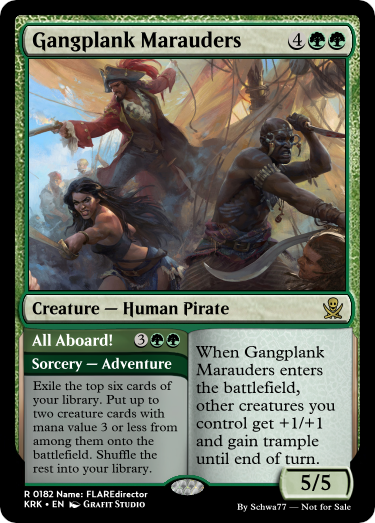 Gangplank Marauders 4
Creature — Human Pirate
All Aboard! 3
Sorcery — Adventure
Exile the top six cards of
your library. Put up to
two creature cards with
mana value 3 or less from
among them onto the
battlefield. Shuffle the
rest into your library.
When Gangplank
Marauders enters
the battlefield,
other creatures you
control get +1/+1
and gain trample
until end of turn.
5/5
R 0182 Name: FLAREdirector
KRK • EN Grafit Studio
By Schwa77 — Not for Sale